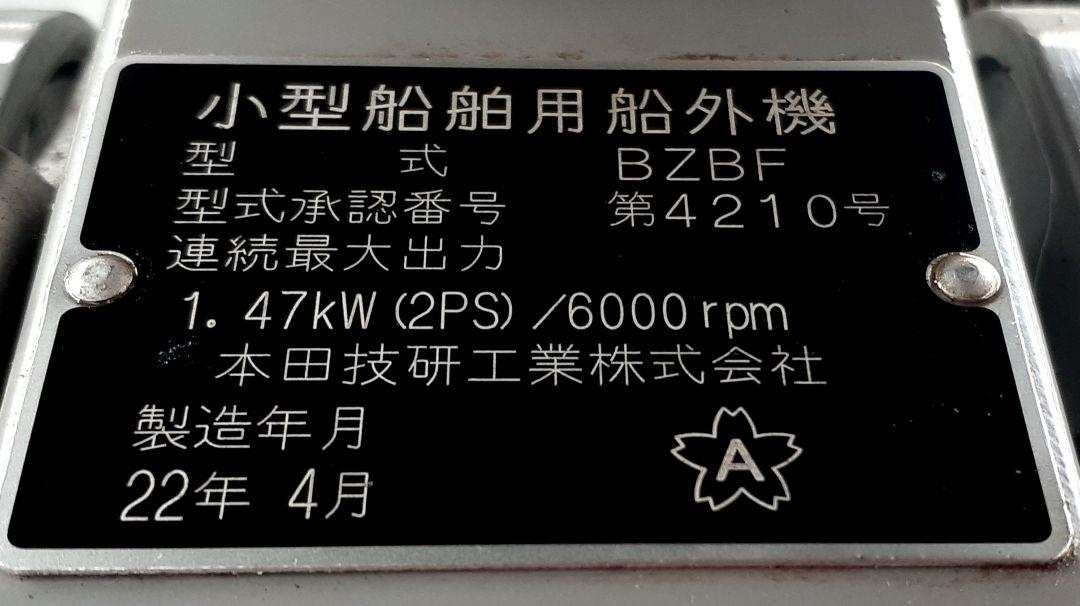 小型船舶用船外機
型　　　式　　　BZBF
型式承認番号　　第4210号
連続最大出力
1. 47kW (2PS) /6000 rpm
本田技研工業株式会社
製造年月
22年 4月
A